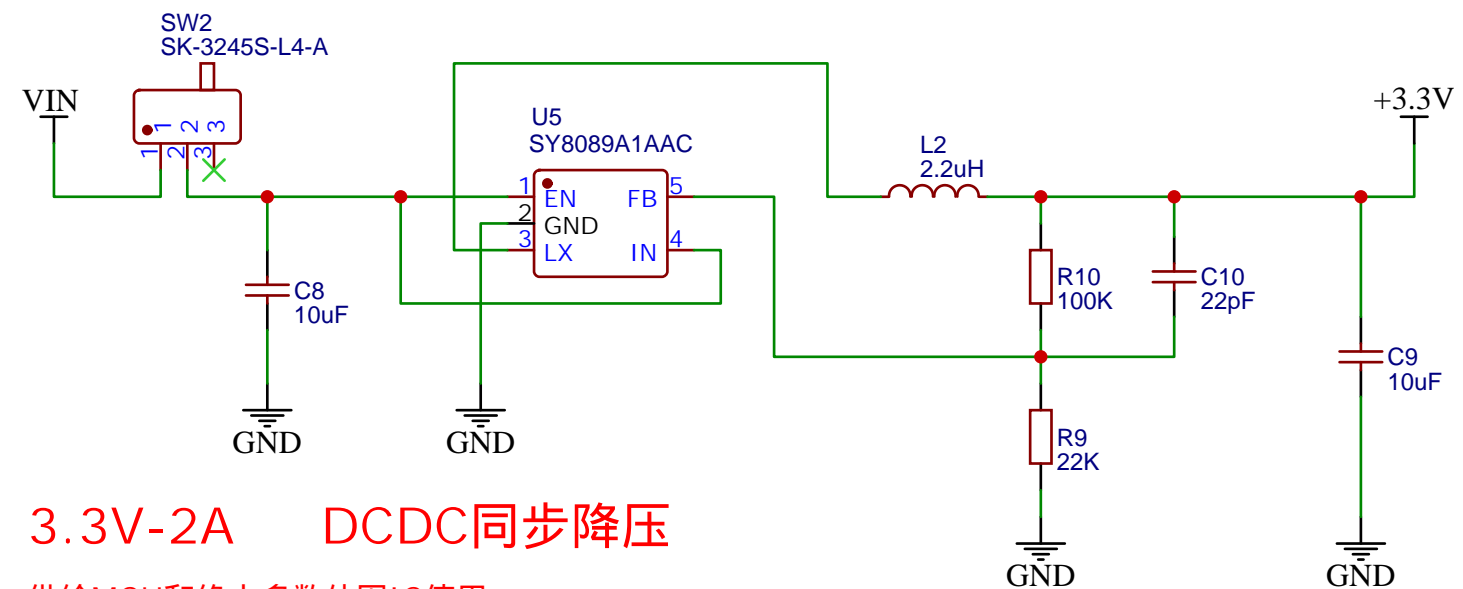 SW2
SK-3245S-L4-A
VIN
1 2 3
1 2 3
U5
SY8089A1AAC
1 EN
2 GND
3 LX
FB 5
IN 4
L2
2.2uH
+3.3V
C8
10uF
R10
100K
C10
22pF
C9
10uF
R9
22K
GND
GND
GND
GND
3.3V-2A DCDC同步降压